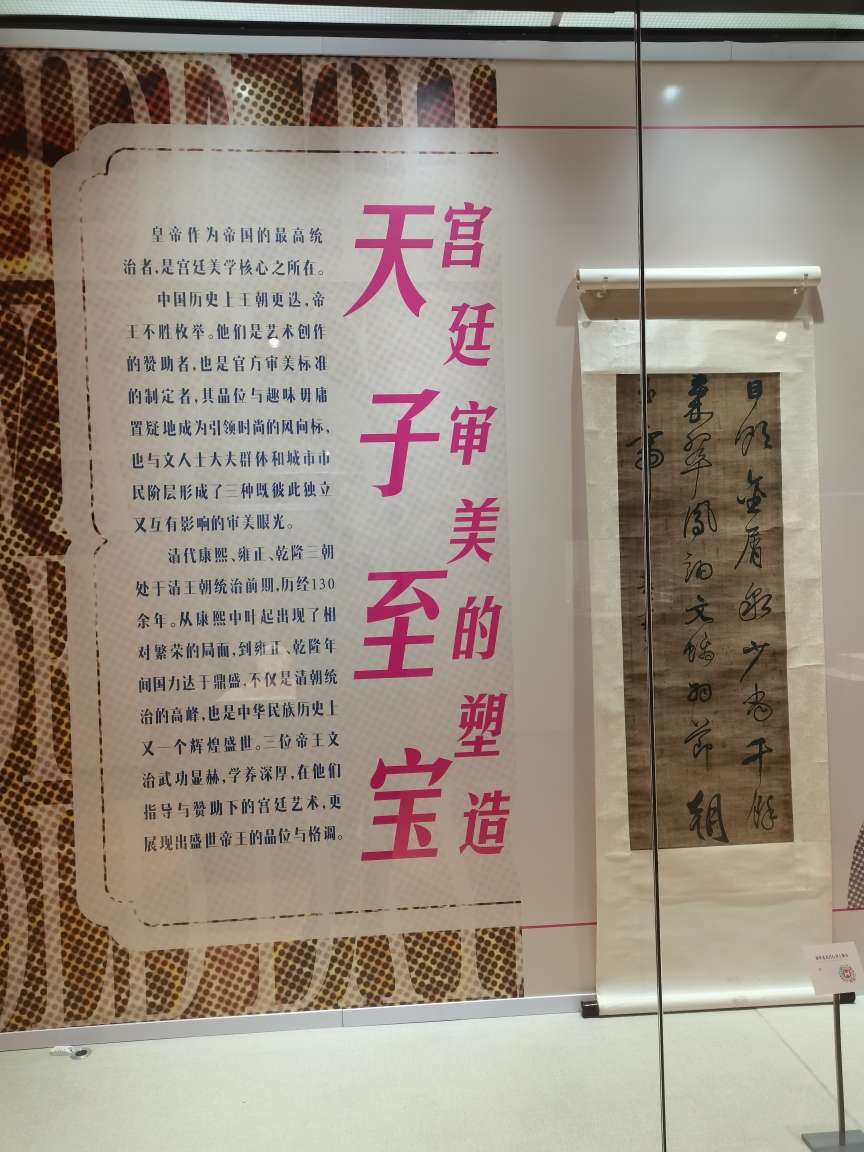 宫廷审美的塑造
天子至宝
皇帝作为帝国的最高统
治者,是宫廷美学核心之所在。
中国历史上王朝更迭,帝
王不胜枚举。他们是艺术创作
的赞助者,也是官方审美标准
的制定者,其品位与趣味毋庸
置疑地成为引领时尚的风向标,
也与文人士大夫群体和城市市
民阶层形成了三种既彼此独立
又互有影响的审美眼光。
清代康熙、雍正、乾隆三朝
处于清王朝统治前期,历经130
余年。从康熙中叶起出现了相
对繁荣的局面,到雍正、乾隆年
间国力达于鼎盛,不仅是清朝统
治的高峰,也是中华民族历史上
又一个辉煌盛世。三位帝王文
治武功显赫,学养深厚,在他们
指导与赞助下的宫廷艺术,更
展现出盛世帝王的品位与格调。